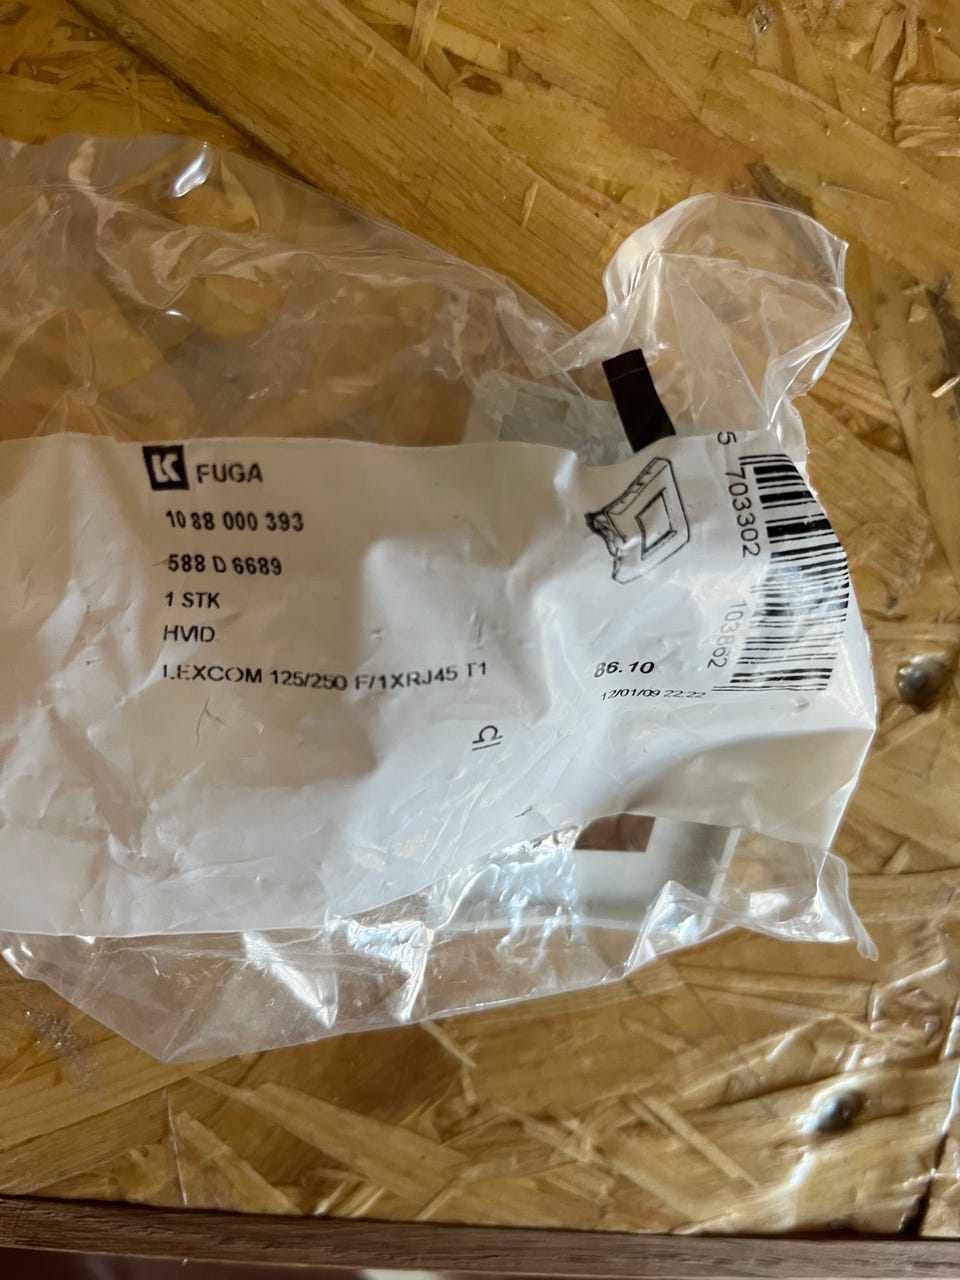 K FUGA
10 88 000 393
588 D 6689
1 STK
HVID
LEXCOM 125/250 F/1XRJ45 T1
86.10
12/01/09 22:22
CI
5 703302 103862